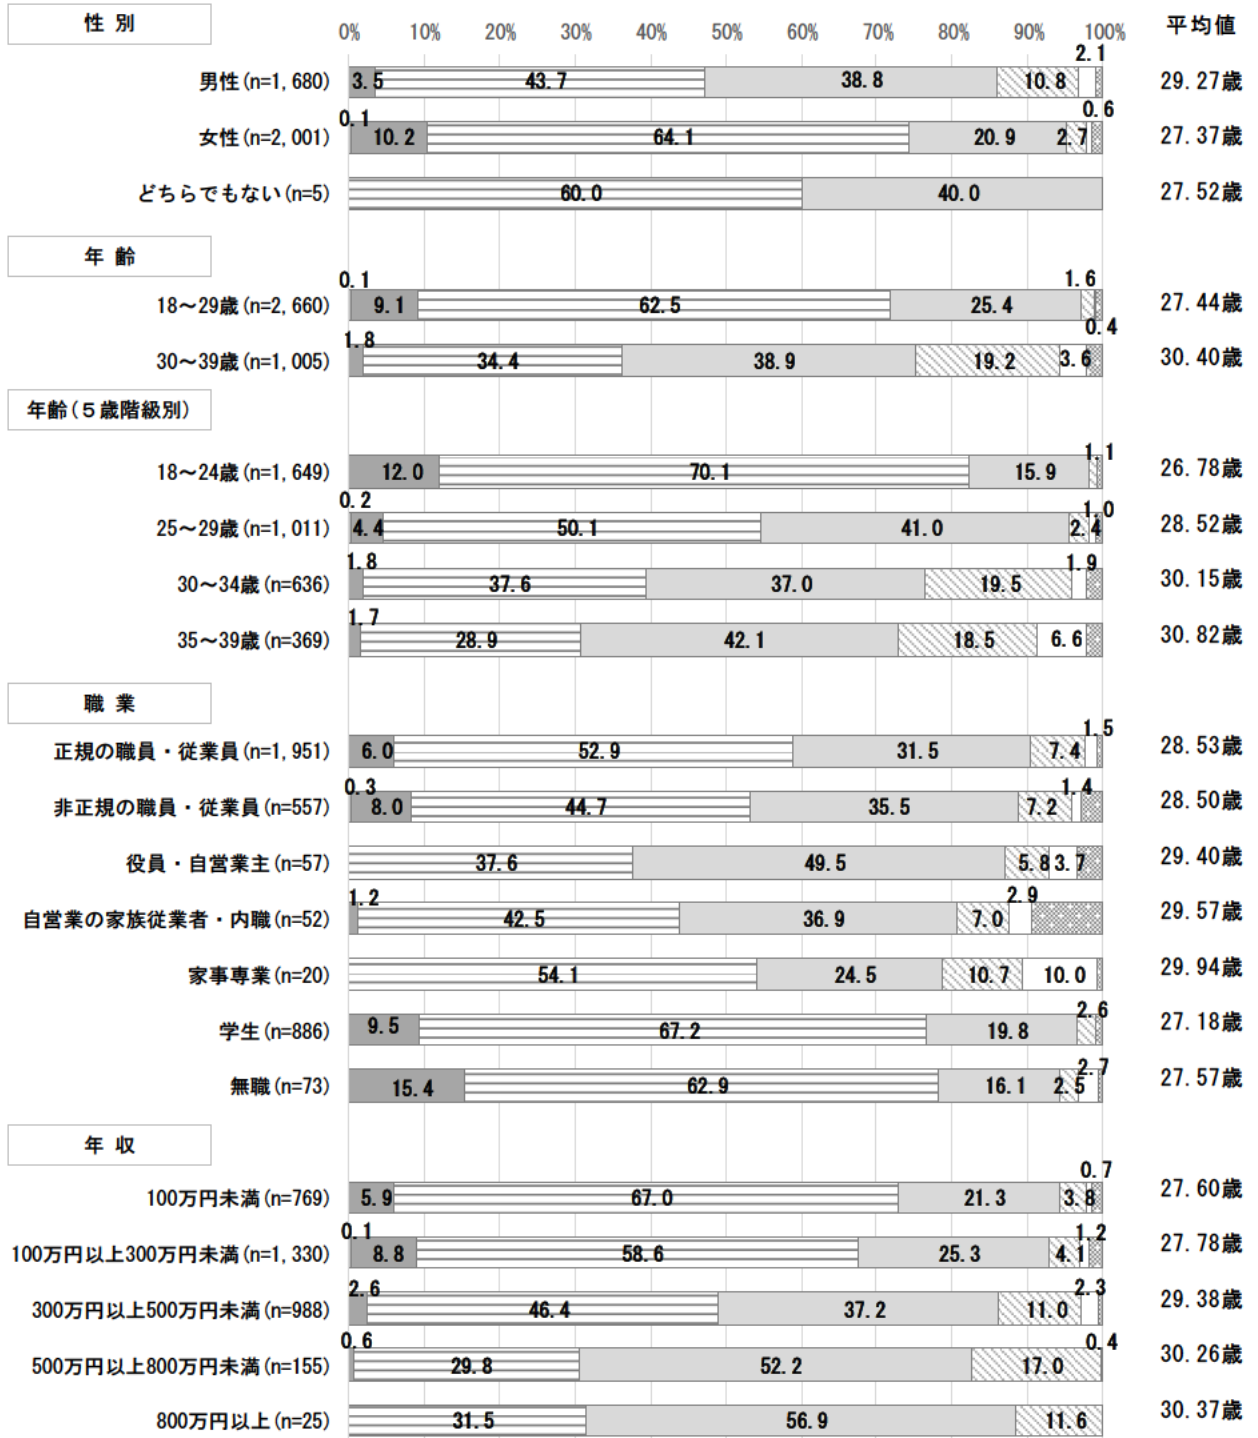 性 別
0% 10% 20% 30% 40% 50% 60% 70% 80% 90% 100% 平均値
男性(n=1,680) 3.5 43.7 38.8 10.8 2.1 29.27歳
女性(n=2,001) 0.1 10.2 64.1 20.9 2.7 0.6 27.37歳
どちらでもない(n=5) 60.0 40.0 27.52歳
年 齢
18～29歳(n=2,660) 0.1 9.1 62.5 25.4 1.6 0.4 27.44歳
30～39歳(n=1,005) 1.8 34.4 38.9 19.2 3.6 30.40歳
年齢(５歳階級別)
18～24歳(n=1,649) 12.0 70.1 15.9 1.1 26.78歳
25～29歳(n=1,011) 0.2 4.4 50.1 41.0 2.4 1.0 28.52歳
30～34歳(n=636) 1.8 37.6 37.0 19.5 1.9 30.15歳
35～39歳(n=369) 1.7 28.9 42.1 18.5 6.6 30.82歳
職 業
正規の職員・従業員(n=1,951) 6.0 52.9 31.5 7.4 1.5 28.53歳
非正規の職員・従業員(n=557) 0.3 8.0 44.7 35.5 7.2 1.4 28.50歳
役員・自営業主(n=57) 37.6 49.5 5.8 3.7 29.40歳
自営業の家族従業者・内職(n=52) 1.2 42.5 36.9 7.0 2.9 29.57歳
家事専業(n=20) 54.1 24.5 10.7 10.0 29.94歳
学生(n=886) 9.5 67.2 19.8 2.6 27.18歳
無職(n=73) 15.4 62.9 16.1 2.5 2.7 27.57歳
年 収
100万円未満(n=769) 5.9 67.0 21.3 3.8 0.7 27.60歳
100万円以上300万円未満(n=1,330) 0.1 8.8 58.6 25.3 4.1 1.2 27.78歳
300万円以上500万円未満(n=988) 2.6 46.4 37.2 11.0 2.3 29.38歳
500万円以上800万円未満(n=155) 0.6 29.8 52.2 17.0 0.4 30.26歳
800万円以上(n=25) 31.5 56.9 11.6 30.37歳